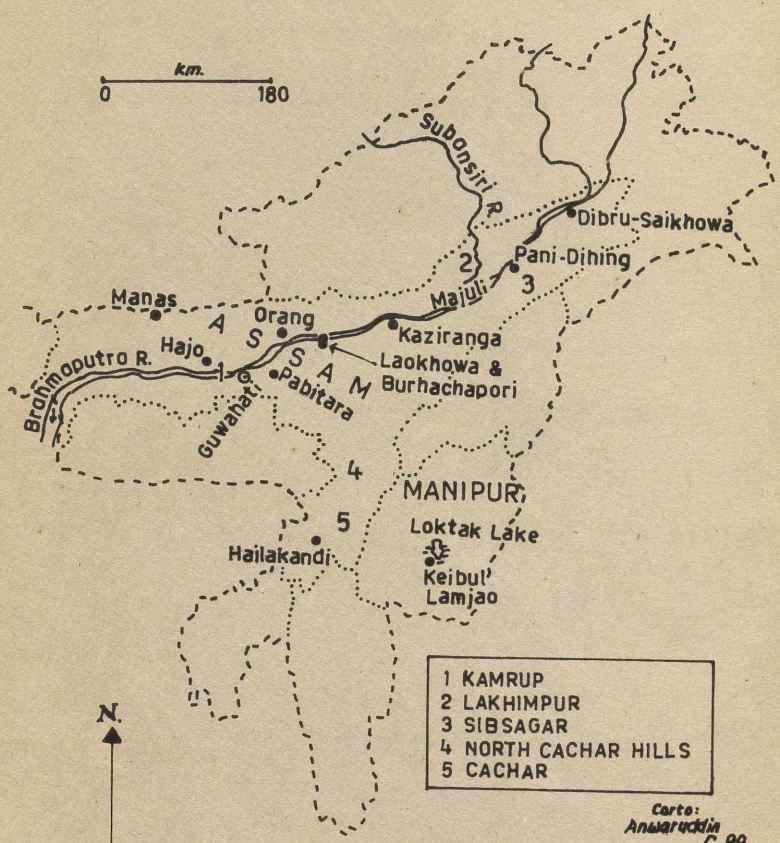 km.
0 180
Subansiri R.
Dibru-Saikhowa
2
Pani-Dihing
3
Majuli
Manas
Orang
ASSAM
Kaziranga
Hajo
Laokhowa &
Burhachapori
Brahmaputra R.
1
Pabitara
Guwahati
4
MANIPUR
5
Loktak Lake
Hailakandi
Keibul
Lamjao
1 KAMRUP
2 LAKHIMPUR
3 SIBSAGAR
4 NORTH CACHAR HILLS
5 CACHAR
N.
Carto:
Anwaruddin